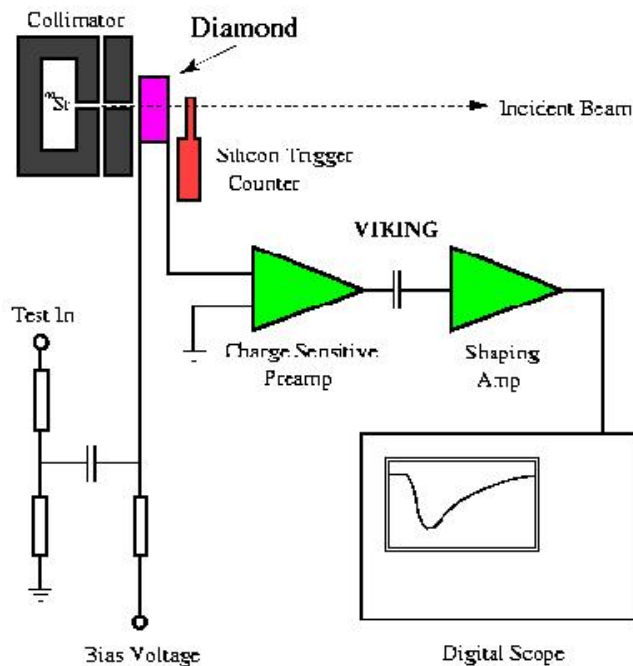 Collimator
Diamond
90Sr
Incident Beam
Silicon Trigger
Counter
VIKING
Test In
Charge Sensitive
Preamp
Shaping
Amp
Bias Voltage
Digital Scope